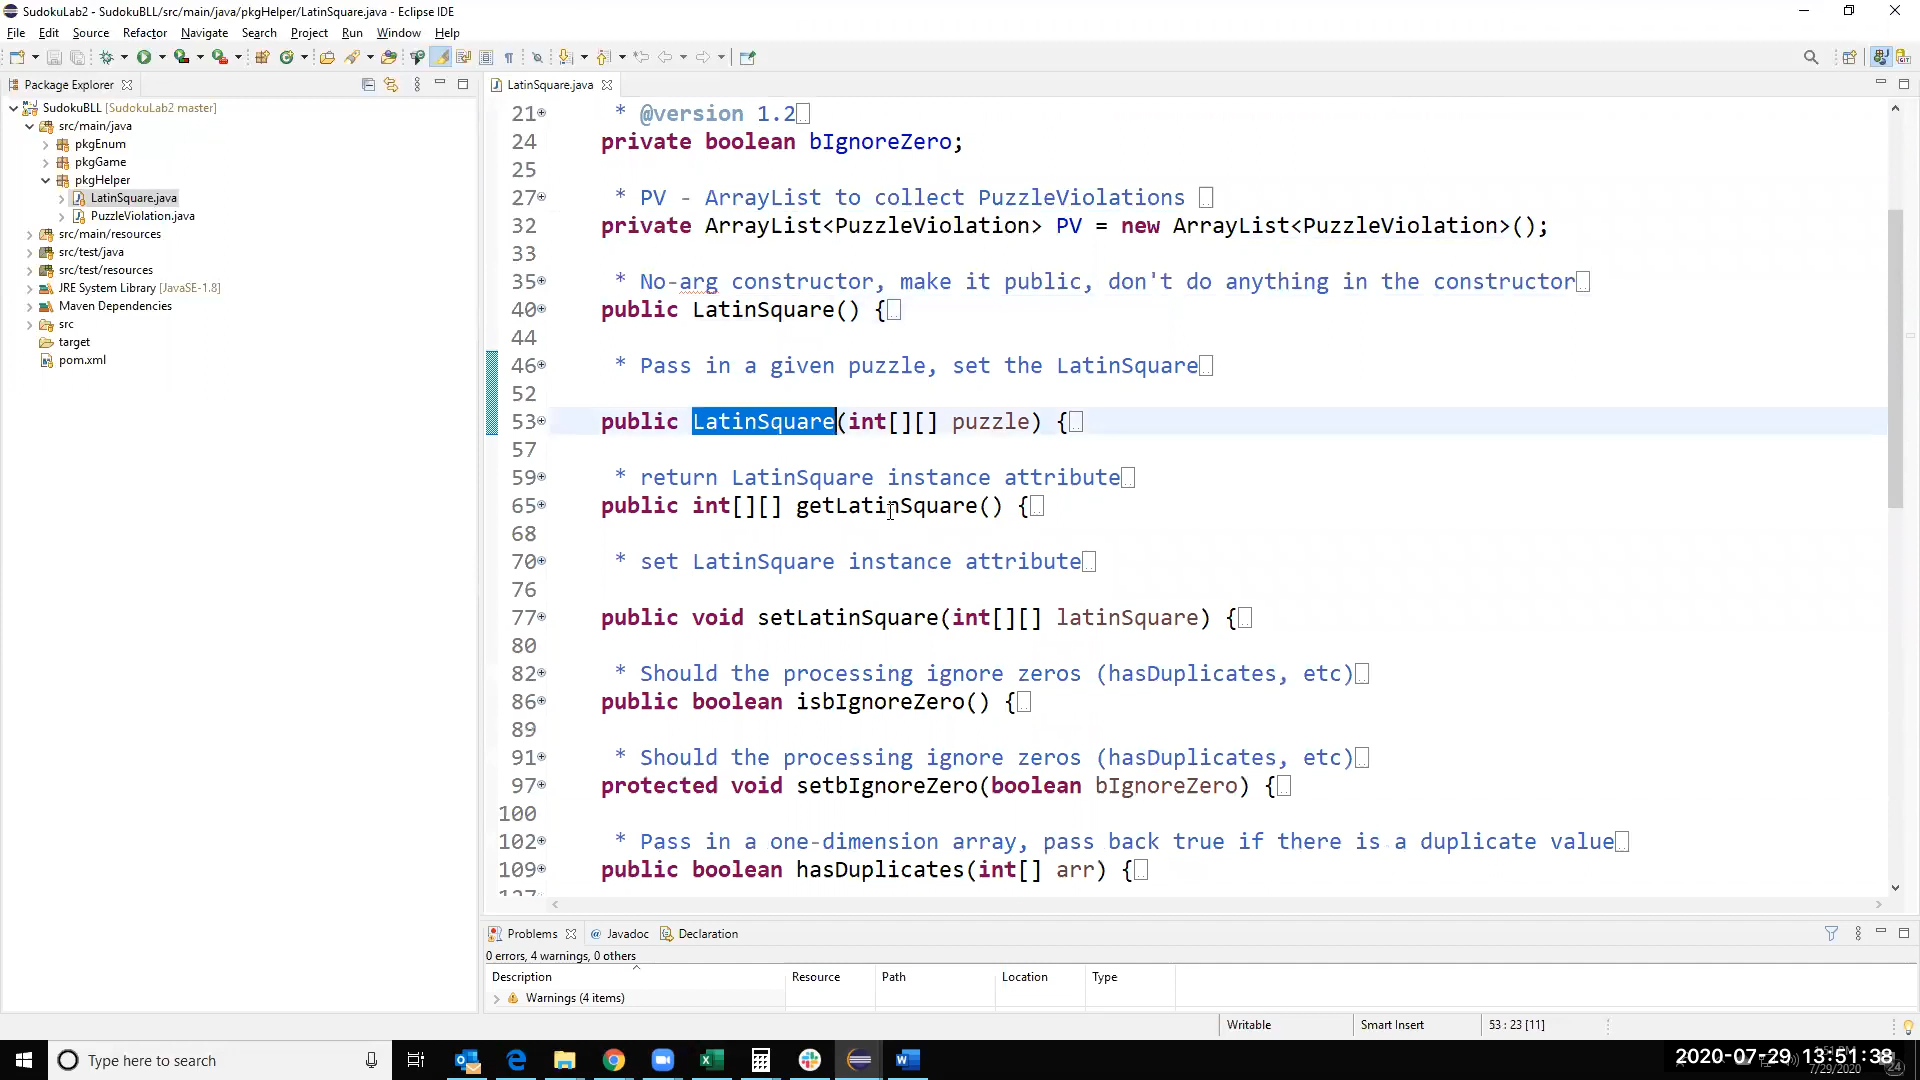 SudokuLab2 - SudokuBLL/src/main/java/pkgHelper/LatinSquare.java - Eclipse IDE
File Edit Source Refactor Navigate Search Project Run Window Help
Package Explorer
SudokuBLL [SudokuLab2 master]
src/main/java
pkgEnum
pkgGame
pkgHelper
LatinSquare.java
PuzzleViolation.java
src/main/resources
src/test/java
src/test/resources
JRE System Library [JavaSE-1.8]
Maven Dependencies
src
target
pom.xml
LatinSquare.java
21 * @version 1.2
24 private boolean bIgnoreZero;
25
27 * PV - ArrayList to collect PuzzleViolations
32 private ArrayList<PuzzleViolation> PV = new ArrayList<PuzzleViolation>();
33
35 * No-arg constructor, make it public, don't do anything in the constructor
40 public LatinSquare() {
44
46 * Pass in a given puzzle, set the LatinSquare
52
53 public LatinSquare(int[][] puzzle) {
57
59 * return LatinSquare instance attribute
65 public int[][] getLatinSquare() {
68
70 * set LatinSquare instance attribute
76
77 public void setLatinSquare(int[][] latinSquare) {
80
82 * Should the processing ignore zeros (hasDuplicates, etc)
86 public boolean isbIgnoreZero() {
89
91 * Should the processing ignore zeros (hasDuplicates, etc)
97 protected void setbIgnoreZero(boolean bIgnoreZero) {
100
102 * Pass in a one-dimension array, pass back true if there is a duplicate value
109 public boolean hasDuplicates(int[] arr) {
Problems Javadoc Declaration
0 errors, 4 warnings, 0 others
Description Resource Path Location Type
Warnings (4 items)
Writable Smart Insert 53 : 23 [11]
Type here to search
2020-07-29 13:51:38
7/29/2020